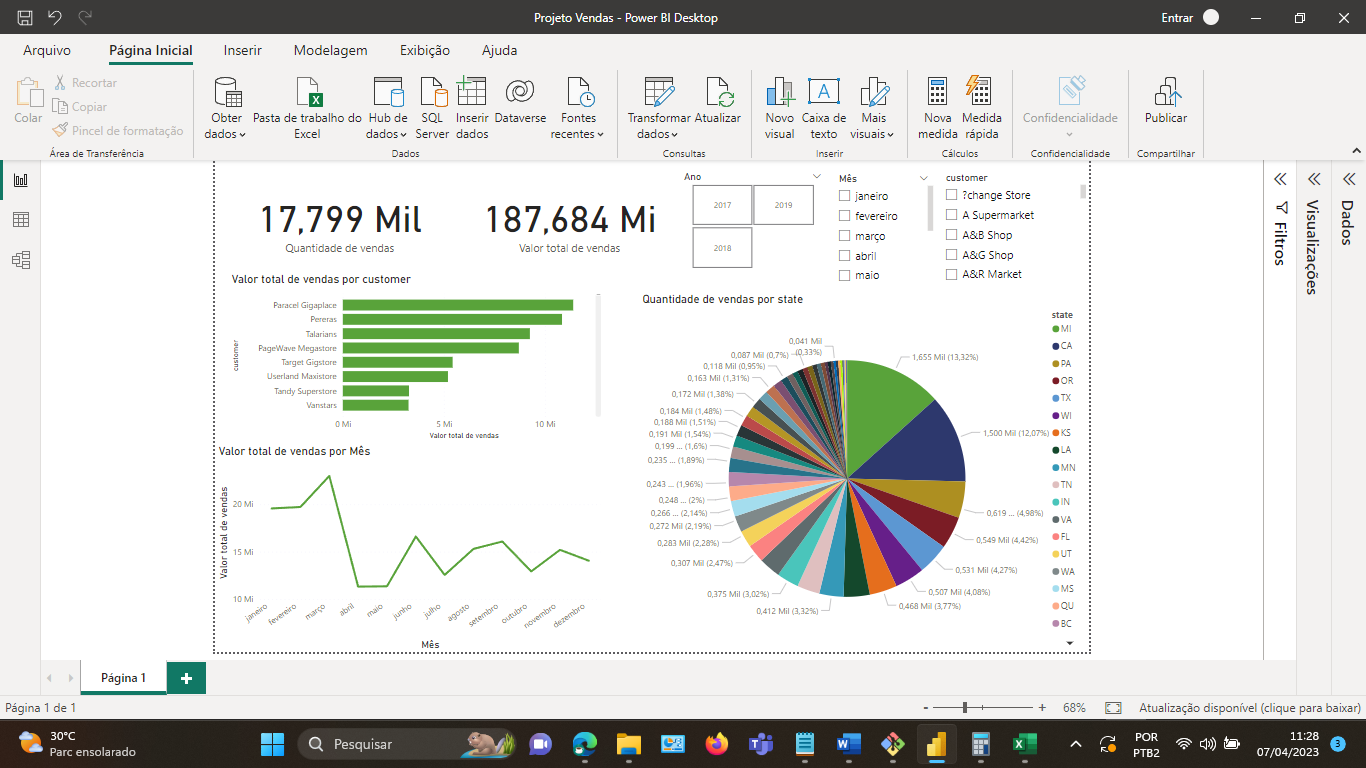 Projeto Vendas - Power BI Desktop
Entrar
Arquivo
Página Inicial
Inserir
Modelagem
Exibição
Ajuda
Colar
Recortar
Copiar
Pincel de formatação
Área de Transferência
Obter dados
Pasta de trabalho do Excel
Hub de dados
SQL Server
Inserir dados
Dataverse
Fontes recentes
Dados
Transformar dados
Atualizar
Consultas
Novo visual
Caixa de texto
Mais visuais
Inserir
Nova medida
Medida rápida
Cálculos
Confidencialidade
Confidencialidade
Publicar
Compartilhar
17,799 Mil
Quantidade de vendas
187,684 Mi
Valor total de vendas
Ano
2017
2019
2018
Mês
janeiro
fevereiro
março
abril
maio
customer
?change Store
A Supermarket
A&B Shop
A&G Shop
A&R Market
Filtros
Visualizações
Dados
Valor total de vendas por customer
customer
Paracel Gigaplace
Pereras
Talarians
PageWave Megastore
Target Gigstore
Userland Maxistore
Tandy Superstore
Vanstars
0 Mi
5 Mi
10 Mi
Valor total de vendas
Valor total de vendas por Mês
Valor total de vendas
20 Mi
15 Mi
10 Mi
janeiro
fevereiro
março
abril
maio
junho
julho
agosto
setembro
outubro
novembro
dezembro
Mês
Quantidade de vendas por state
1,655 Mil (13,32%)
1,500 Mil (12,07%)
0,619 ... (4,98%)
0,549 Mil (4,42%)
0,531 Mil (4,27%)
0,507 Mil (4,08%)
0,468 Mil (3,77%)
0,412 Mil (3,32%)
0,375 Mil (3,02%)
0,307 Mil (2,47%)
0,283 Mil (2,28%)
0,272 Mil (2,19%)
0,266 ... (2,14%)
0,248 ... (2%)
0,243 ... (1,96%)
0,235 ... (1,89%)
0,199 ... (1,6%)
0,191 Mil (1,54%)
0,188 Mil (1,51%)
0,184 Mil (1,48%)
0,172 Mil (1,38%)
0,163 Mil (1,31%)
0,118 Mil (0,95%)
0,087 Mil (0,7%)
0,041 Mil
(0,33%)
state
MI
CA
PA
OR
TX
WI
KS
LA
MN
TN
IN
VA
FL
UT
WA
MS
QU
BC
Página 1
+
Página 1 de 1
- + 68%
Atualização disponível (clique para baixar)
30°C
Parc ensolarado
Pesquisar
POR
PTB2
11:28
07/04/2023
3